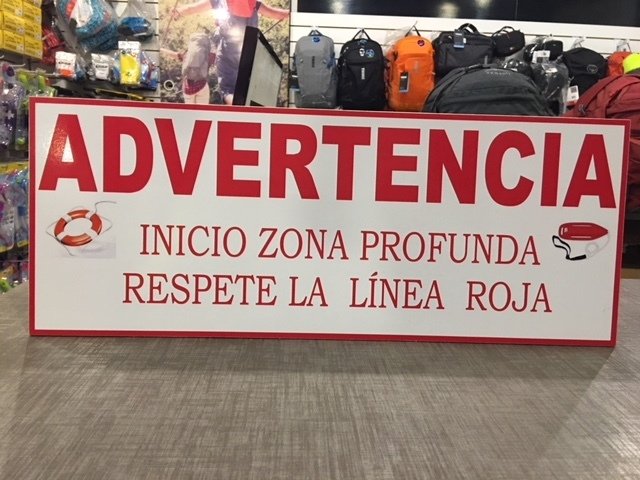 ADVERTENCIA
INICIO ZONA PROFUNDA
RESPETE LA LÍNEA ROJA